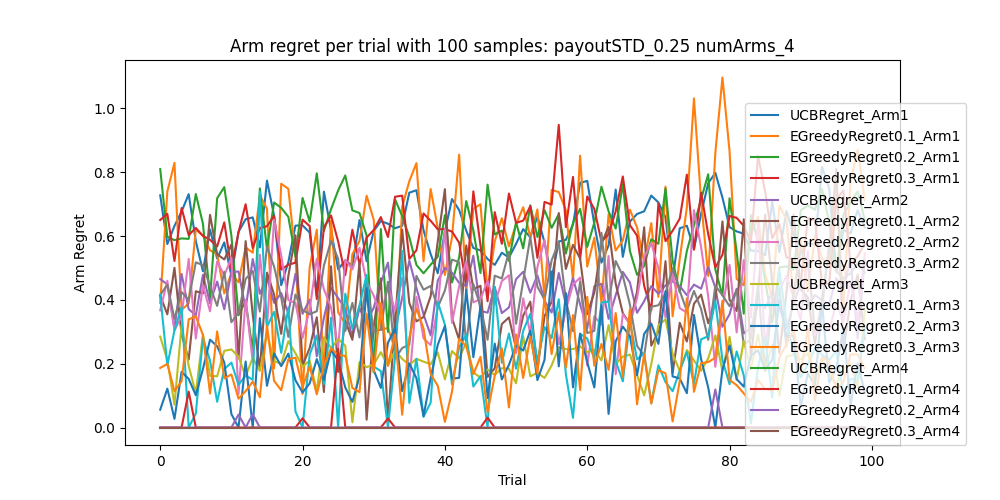 Arm regret per trial with 100 samples: payoutSTD_0.25 numArms_4
Arm Regret
1.0
0.8
0.6
0.4
0.2
0.0
0
20
40
60
80
100
Trial
UCBRegret_Arm1
EGreedyRegret0.1_Arm1
EGreedyRegret0.2_Arm1
EGreedyRegret0.3_Arm1
UCBRegret_Arm2
EGreedyRegret0.1_Arm2
EGreedyRegret0.2_Arm2
EGreedyRegret0.3_Arm2
UCBRegret_Arm3
EGreedyRegret0.1_Arm3
EGreedyRegret0.2_Arm3
EGreedyRegret0.3_Arm3
UCBRegret_Arm4
EGreedyRegret0.1_Arm4
EGreedyRegret0.2_Arm4
EGreedyRegret0.3_Arm4